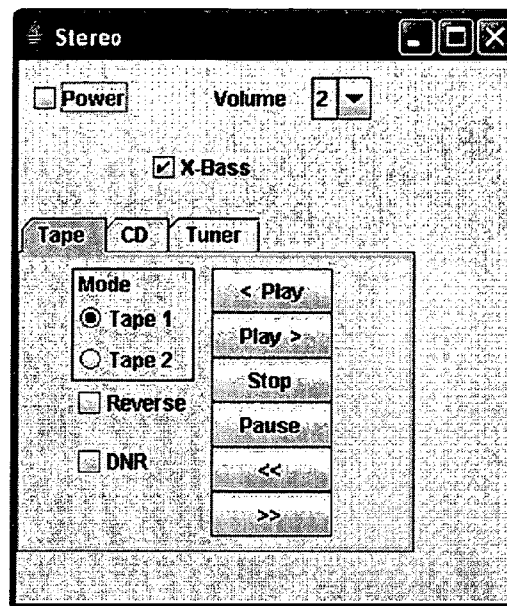 Stereo
Power Volume 2
X-Bass
Tape CD Tuner
Mode
Tape 1
Tape 2
Reverse
DNR
< Play
Play >
Stop
Pause
<<
>>